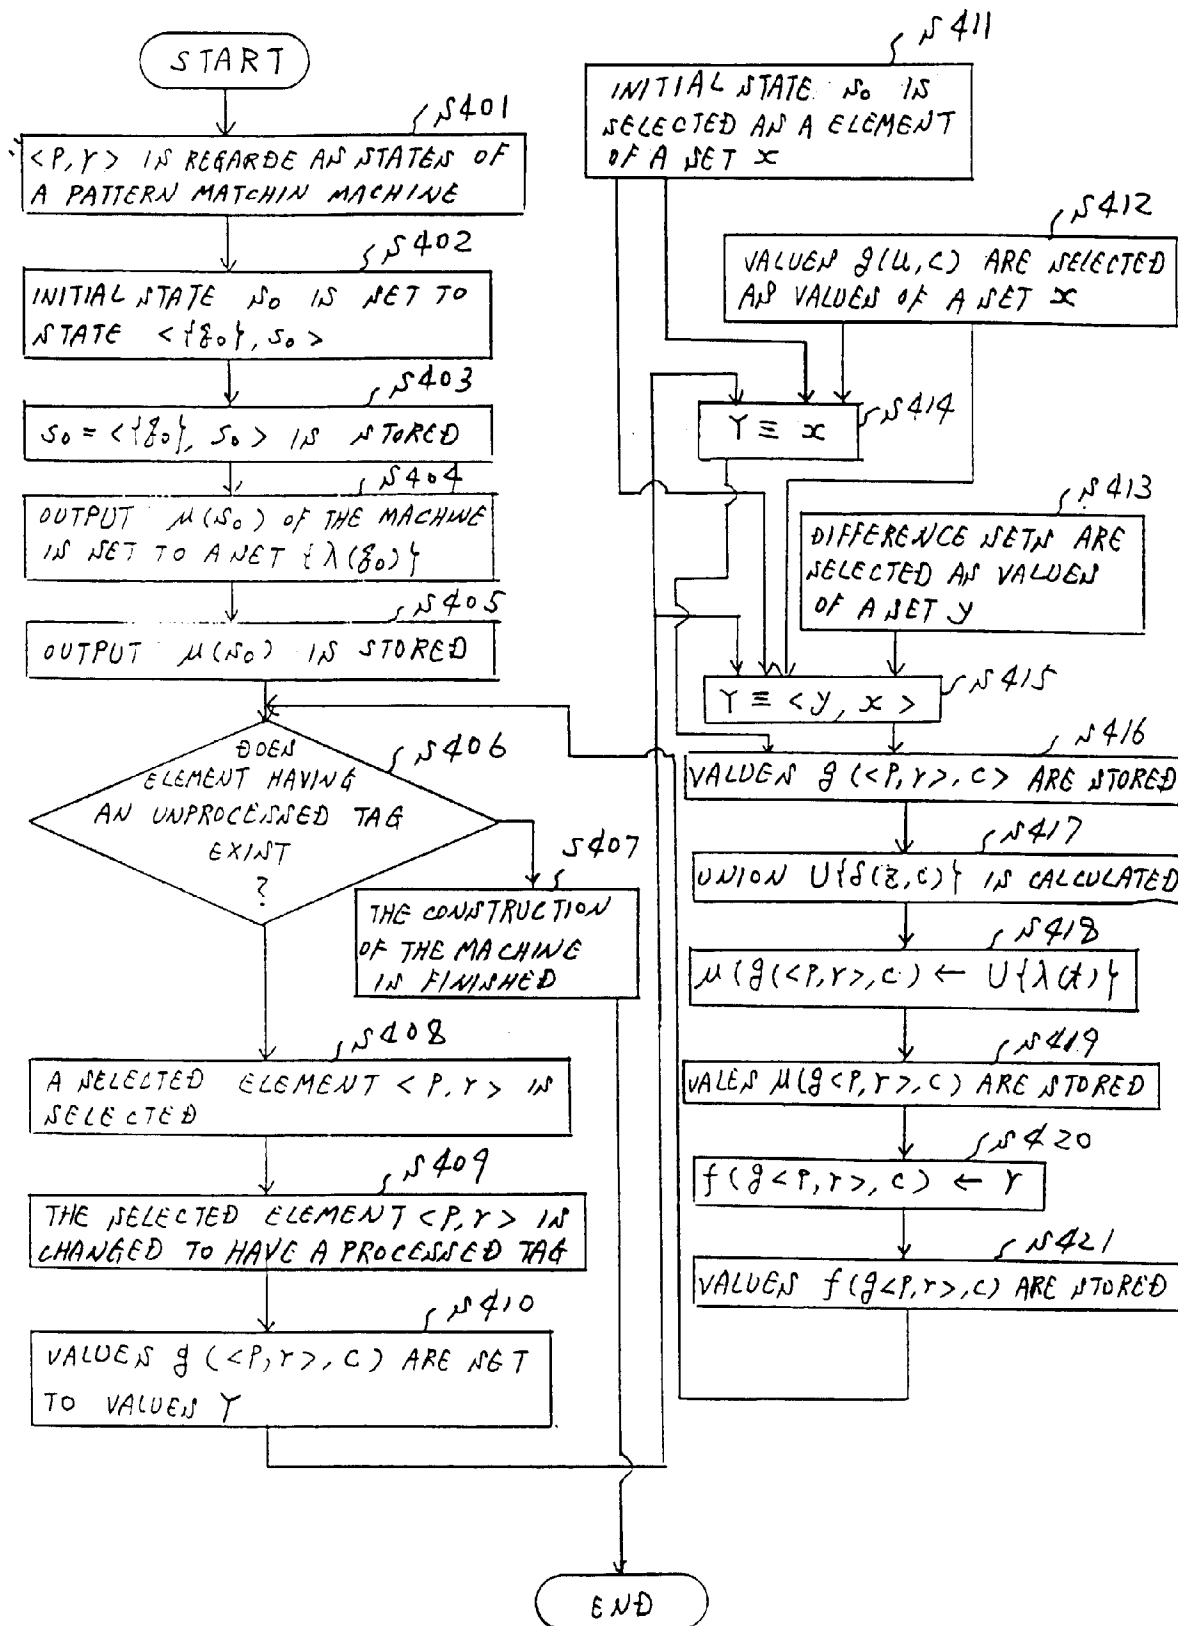 START
S401
<P, γ> IS REGARDE AS STATES OF
A PATTERN MATCHIN MACHINE
S402
INITIAL STATE s₀ IS SET TO
STATE <{q₀}, s₀>
S403
s₀ = <{q₀}, s₀> IS STORED
S404
OUTPUT μ(s₀) OF THE MACHINE
IS SET TO A SET {λ(q₀)}
S405
OUTPUT μ(s₀) IS STORED
S406
DOES
ELEMENT HAVING
AN UNPROCESSED TAG
EXIST
?
S407
THE CONSTRUCTION
OF THE MACHINE
IS FINISHED
S408
A SELECTED ELEMENT <P, γ> IS
SELECTED
S409
THE SELECTED ELEMENT <P, γ> IS
CHANGED TO HAVE A PROCESSED TAG
S410
VALUES g(<P, γ>, C) ARE SET
TO VALUES Y
S411
INITIAL STATE s₀ IS
SELECTED AS A ELEMENT
OF A SET x
S412
VALUES g(u, c) ARE SELECTED
AS VALUES OF A SET x
S414
Y ≡ x
S413
DIFFERENCE SETS ARE
SELECTED AS VALUES
OF A SET y
S415
Y ≡ <y, x>
S416
VALUES g (<P, γ>, C> ARE STORED
S417
UNION U{δ(z, c)} IS CALCULATED
S418
μ(g(<P, γ>, C) ← U{λ(t)}
S419
VALES μ(g<P, γ>, C) ARE STORED
S420
f(g<P, γ>, C) ← γ
S421
VALUES f(g<P, γ>, C) ARE STORED
END